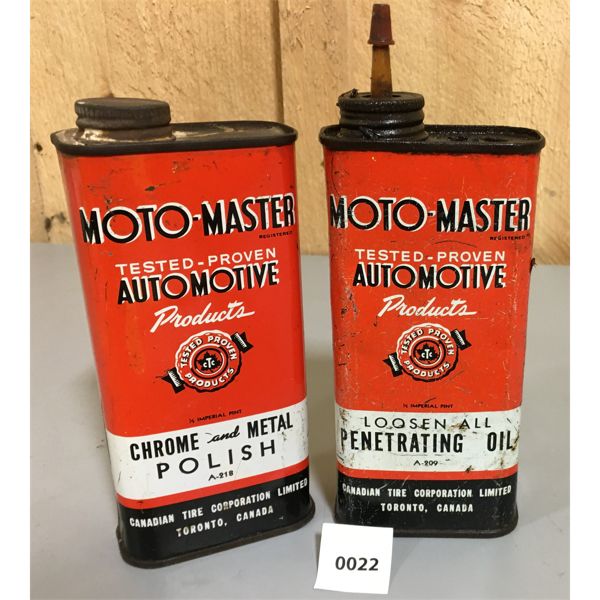 MOTO-MASTER
REGISTERED
TESTED-PROVEN
AUTOMOTIVE
Products
TESTED PROVEN
CTC
PRODUCTS
½ IMPERIAL PINT
CHROME and METAL
POLISH
A-218
CANADIAN TIRE CORPORATION LIMITED
TORONTO, CANADA
MOTO-MASTER
REGISTERED
TESTED-PROVEN
AUTOMOTIVE
Products
TESTED PROVEN
CTC
PRODUCTS
½ IMPERIAL PINT
LOOSEN ALL
PENETRATING OIL
A-209
CANADIAN TIRE CORPORATION LIMITED
TORONTO, CANADA
0022